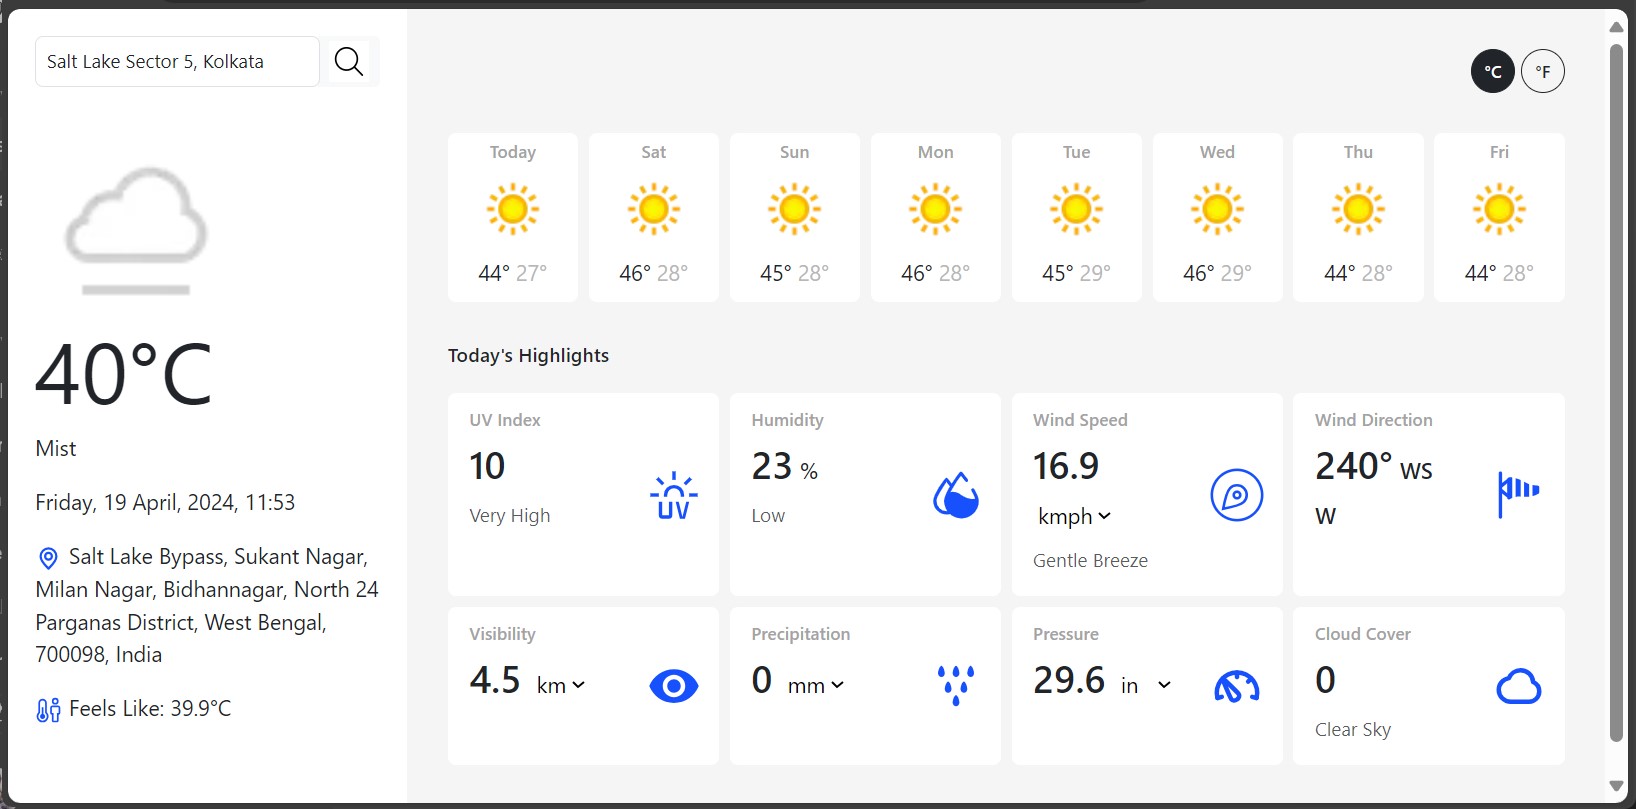 Salt Lake Sector 5, Kolkata
40°C
Mist
Friday, 19 April, 2024, 11:53
Salt Lake Bypass, Sukant Nagar,
Milan Nagar, Bidhannagar, North 24
Parganas District, West Bengal,
700098, India
Feels Like: 39.9°C
°C °F
Today Sat Sun Mon Tue Wed Thu Fri
44° 27° 46° 28° 45° 28° 46° 28° 45° 29° 46° 29° 44° 28° 44° 28°
Today's Highlights
UV Index
10
Very High
UV
Humidity
23 %
Low
Wind Speed
16.9
kmph
Gentle Breeze
Wind Direction
240° WS
W
Visibility
4.5 km
Precipitation
0 mm
Pressure
29.6 in
Cloud Cover
0
Clear Sky